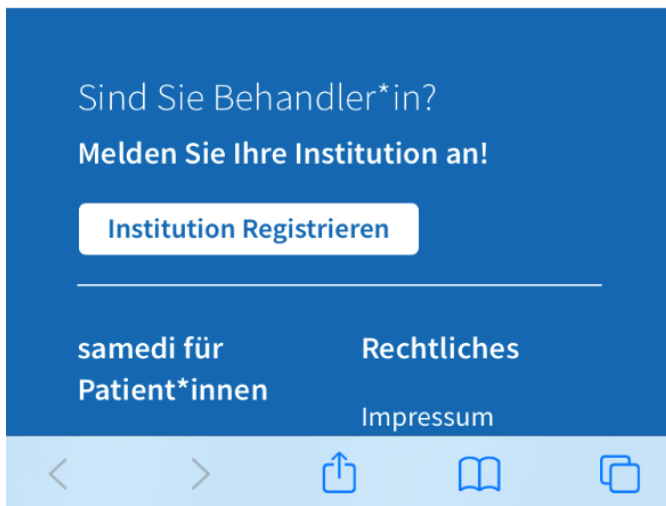 Sind Sie Behandler*in?
Melden Sie Ihre Institution an!
Institution Registrieren
samedi für
Patient*innen
Rechtliches
Impressum